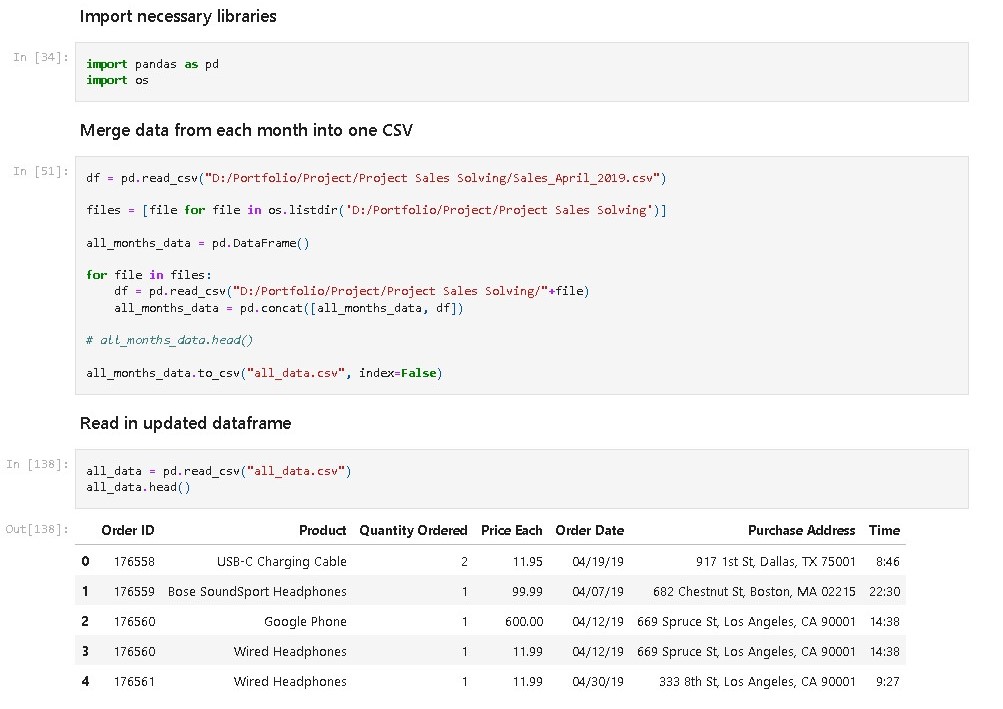 Import necessary libraries
In [34]:
import pandas as pd
import os
Merge data from each month into one CSV
In [51]:
df = pd.read_csv("D:/Portfolio/Project/Project Sales Solving/Sales_April_2019.csv")
files = [file for file in os.listdir('D:/Portfolio/Project/Project Sales Solving')]
all_months_data = pd.DataFrame()
for file in files:
    df = pd.read_csv("D:/Portfolio/Project/Project Sales Solving/"+file)
    all_months_data = pd.concat([all_months_data, df])
# all_months_data.head()
all_months_data.to_csv("all_data.csv", index=False)
Read in updated dataframe
In [138]:
all_data = pd.read_csv("all_data.csv")
all_data.head()
Out[138]:
Order ID Product Quantity Ordered Price Each Order Date Purchase Address Time
0 176558 USB-C Charging Cable 2 11.95 04/19/19 917 1st St, Dallas, TX 75001 8:46
1 176559 Bose SoundSport Headphones 1 99.99 04/07/19 682 Chestnut St, Boston, MA 02215 22:30
2 176560 Google Phone 1 600.00 04/12/19 669 Spruce St, Los Angeles, CA 90001 14:38
3 176560 Wired Headphones 1 11.99 04/12/19 669 Spruce St, Los Angeles, CA 90001 14:38
4 176561 Wired Headphones 1 11.99 04/30/19 333 8th St, Los Angeles, CA 90001 9:27